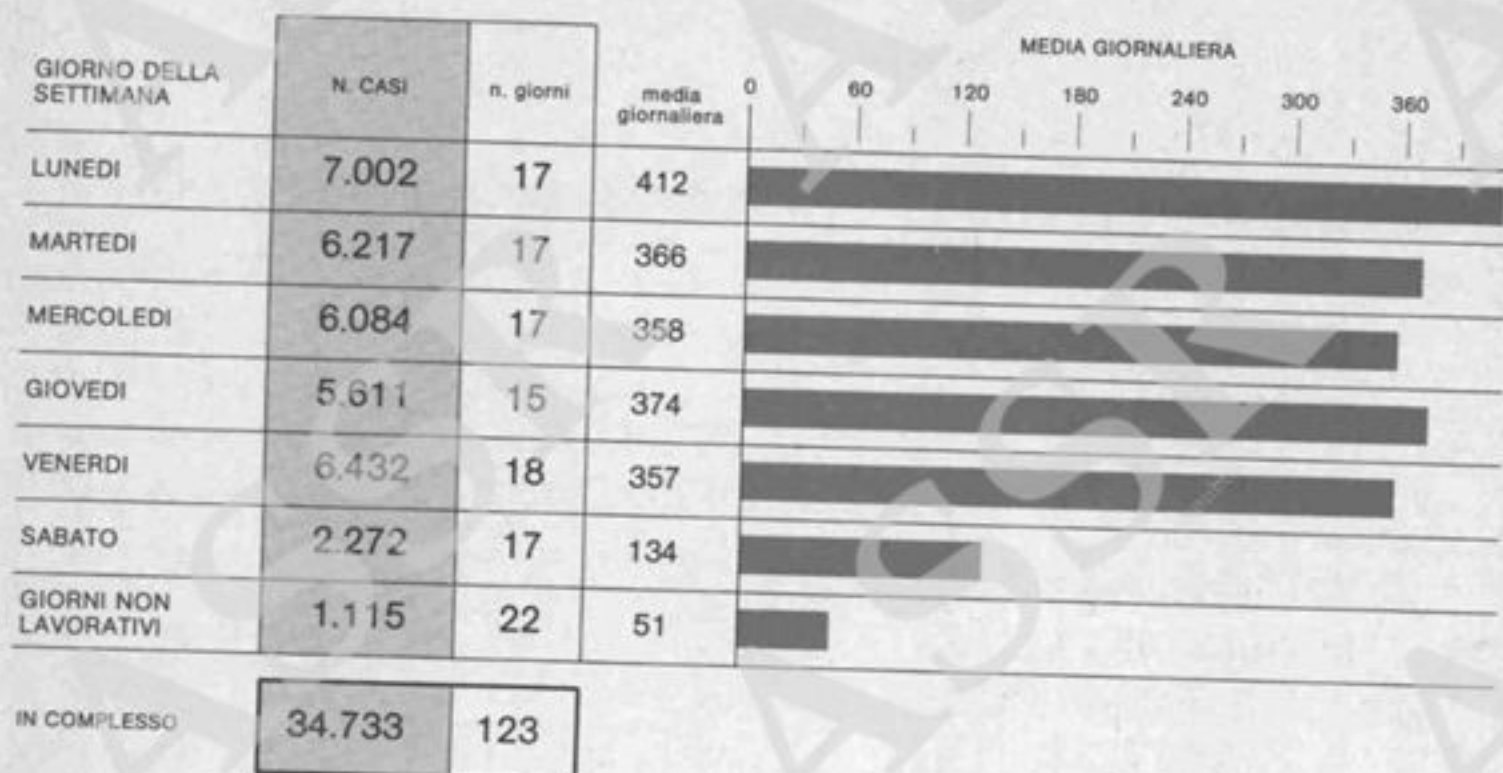 MEDIA GIORNALIERA
GIORNO DELLA
SETTIMANA
N. CASI
n. giorni
media
giornaliera
0 60 120 180 240 300 360
LUNEDI 7.002 17 412
MARTEDI 6.217 17 366
MERCOLEDI 6.084 17 358
GIOVEDI 5.611 15 374
VENERDI 6.432 18 357
SABATO 2.272 17 134
GIORNI NON
LAVORATIVI 1.115 22 51
IN COMPLESSO 34.733 123